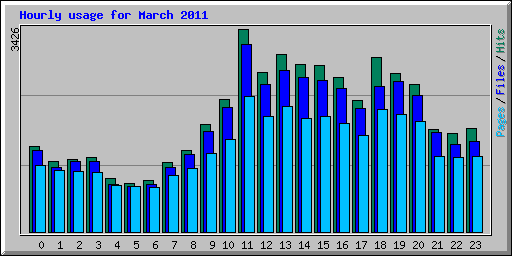 Hourly usage for March 2011
3426
Pages/Files/Hits
0 1 2 3 4 5 6 7 8 9 10 11 12 13 14 15 16 17 18 19 20 21 22 23